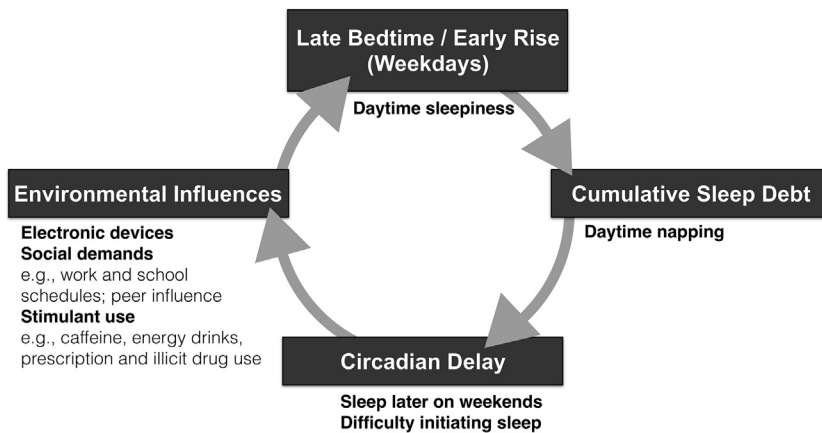 Late Bedtime / Early Rise
(Weekdays)
Daytime sleepiness
Environmental Influences
Electronic devices
Social demands
e.g., work and school
schedules; peer influence
Stimulant use
e.g., caffeine, energy drinks,
prescription and illicit drug use
Cumulative Sleep Debt
Daytime napping
Circadian Delay
Sleep later on weekends
Difficulty initiating sleep